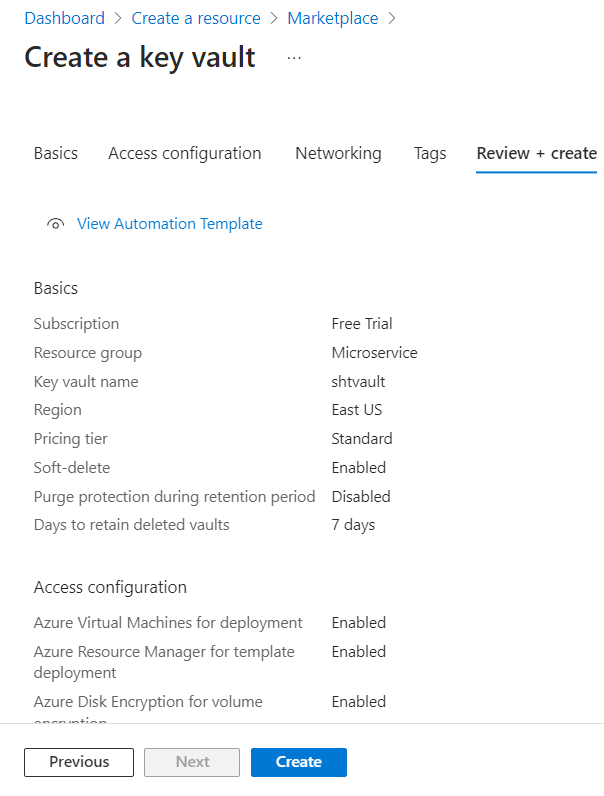 Dashboard > Create a resource > Marketplace >
Create a key vault ...
Basics Access configuration Networking Tags Review + create
View Automation Template
Basics
Subscription Free Trial
Resource group Microservice
Key vault name shtvault
Region East US
Pricing tier Standard
Soft-delete Enabled
Purge protection during retention period Disabled
Days to retain deleted vaults 7 days
Access configuration
Azure Virtual Machines for deployment Enabled
Azure Resource Manager for template Enabled
deployment
Azure Disk Encryption for volume Enabled
encryption
Previous Next Create